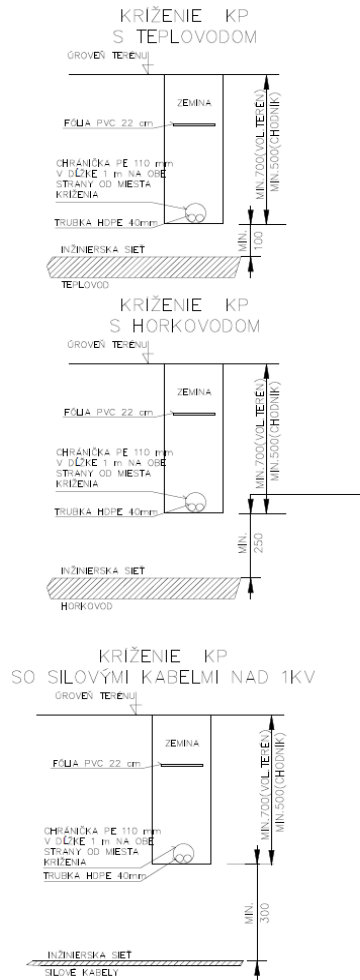 KRÍŽENIE KP
S TEPLOVODOM
ÚROVEŇ TERÉNU
ZEMINA
FÓLIA PVC 22 cm
CHRÁNIČKA PE 110 mm
V DĹŽKE 1 m NA OBE
STRANY OD MIESTA
KRÍŽENIA
TRUBKA HDPE 40mm
MIN.700(VOL.TERÉN)
MIN.500(CHODNÍK)
MIN.
100
INŽINIERSKA SIEŤ
TEPLOVOD
KRÍŽENIE KP
S HORKOVODOM
ÚROVEŇ TERÉNU
ZEMINA
FÓLIA PVC 22 cm
CHRÁNIČKA PE 110 mm
V DĹŽKE 1 m NA OBE
STRANY OD MIESTA
KRÍŽENIA
TRUBKA HDPE 40mm
MIN.700(VOL.TERÉN)
MIN.500(CHODNÍK)
MIN.
250
INŽINIERSKA SIEŤ
HORKOVOD
KRÍŽENIE KP
SO SILOVÝMI KABELMI NAD 1KV
ÚROVEŇ TERÉNU
ZEMINA
FÓLIA PVC 22 cm
CHRÁNIČKA PE 110 mm
V DĹŽKE 1 m NA OBE
STRANY OD MIESTA
KRÍŽENIA
TRUBKA HDPE 40mm
MIN.700(VOL.TERÉN)
MIN.500(CHODNÍK)
MIN.
300
INŽINIERSKA SIEŤ
SILOVÉ KABELY